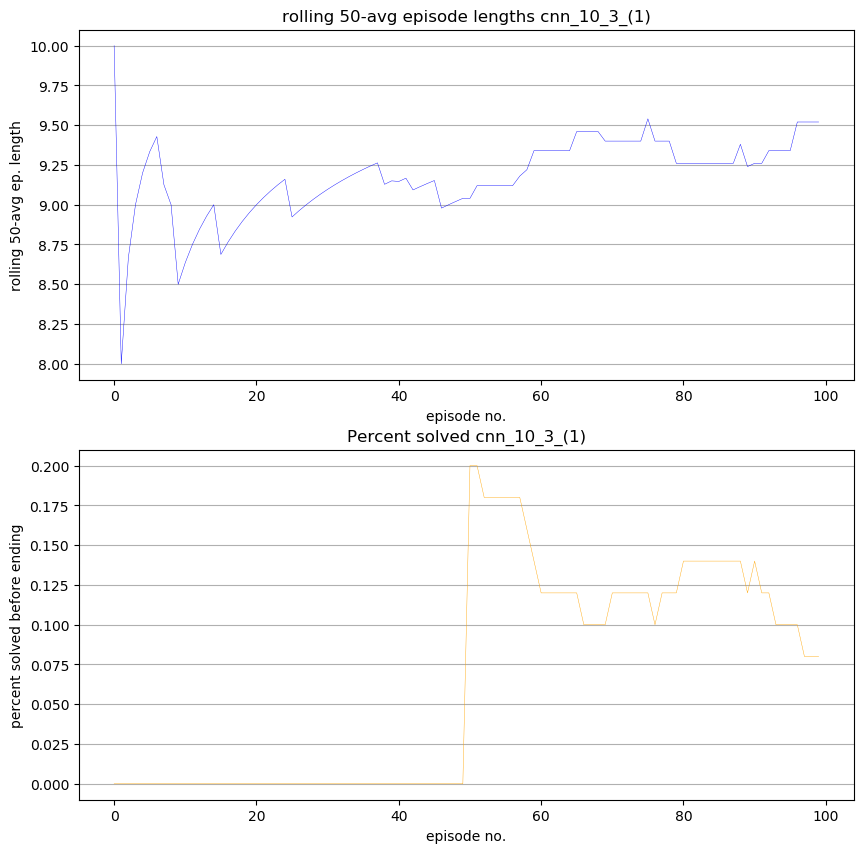 rolling 50-avg episode lengths cnn_10_3_(1)
rolling 50-avg ep. length
10.00
9.75
9.50
9.25
9.00
8.75
8.50
8.25
8.00
0 20 40 60 80 100
episode no.
Percent solved cnn_10_3_(1)
percent solved before ending
0.200
0.175
0.150
0.125
0.100
0.075
0.050
0.025
0.000
0 20 40 60 80 100
episode no.